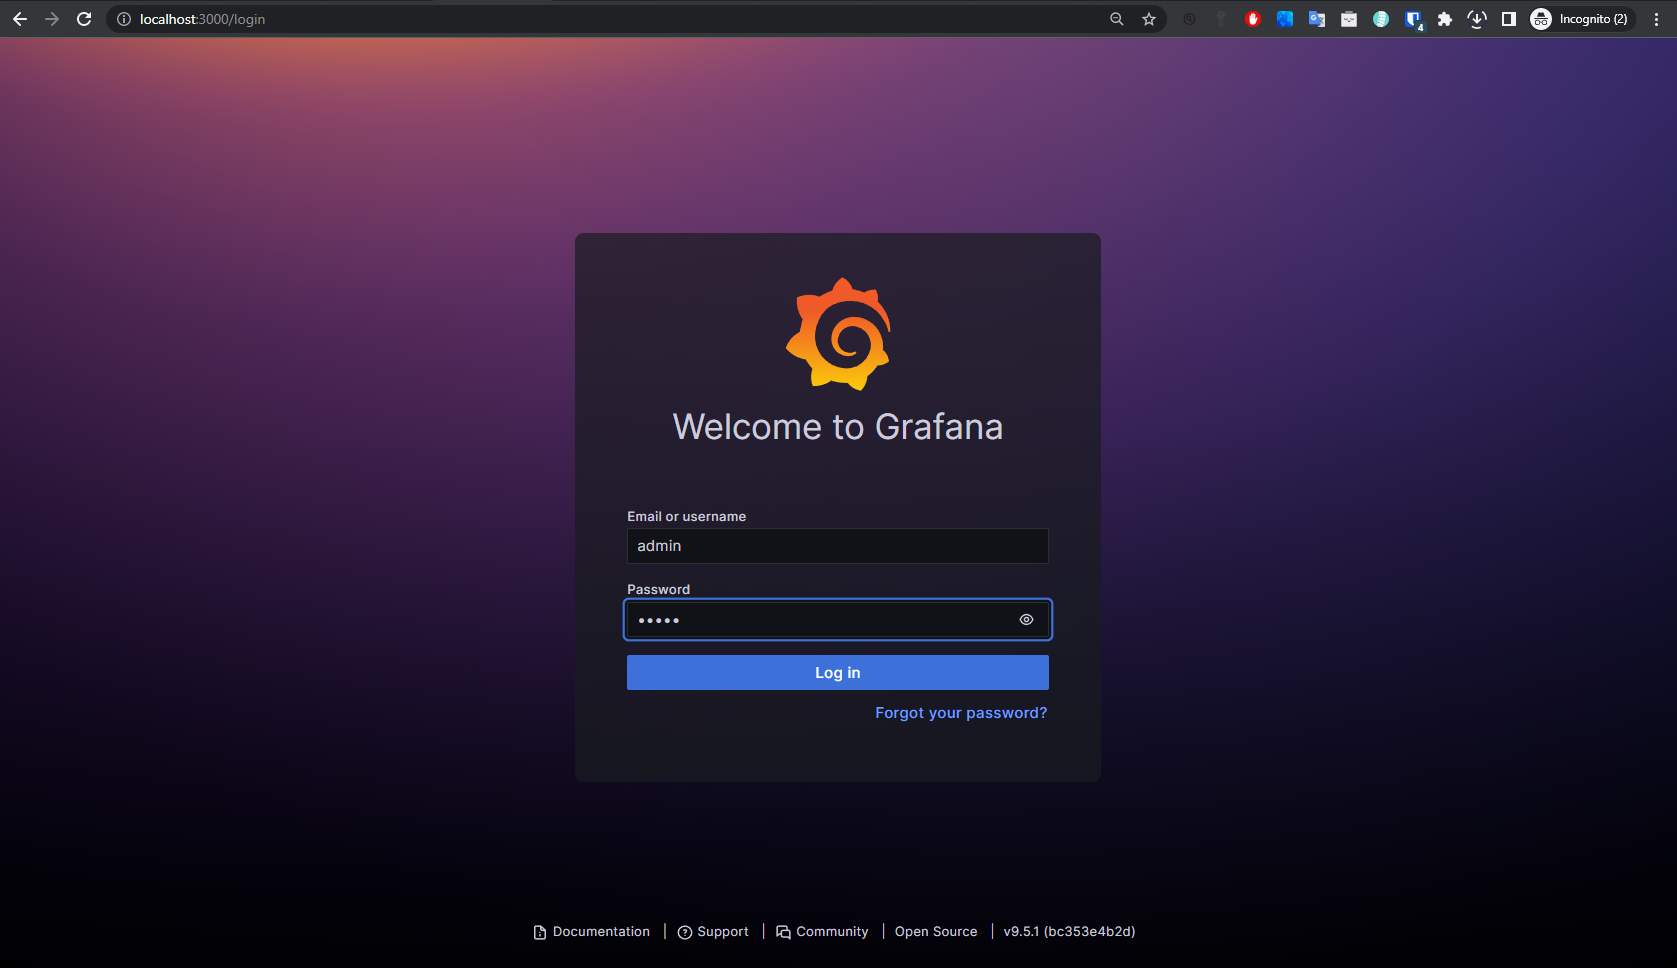 localhost:3000/login
4
Incognito (2)
Welcome to Grafana
Email or username
admin
Password
•••••
Log in
Forgot your password?
Documentation | Support | Community | Open Source | v9.5.1 (bc353e4b2d)